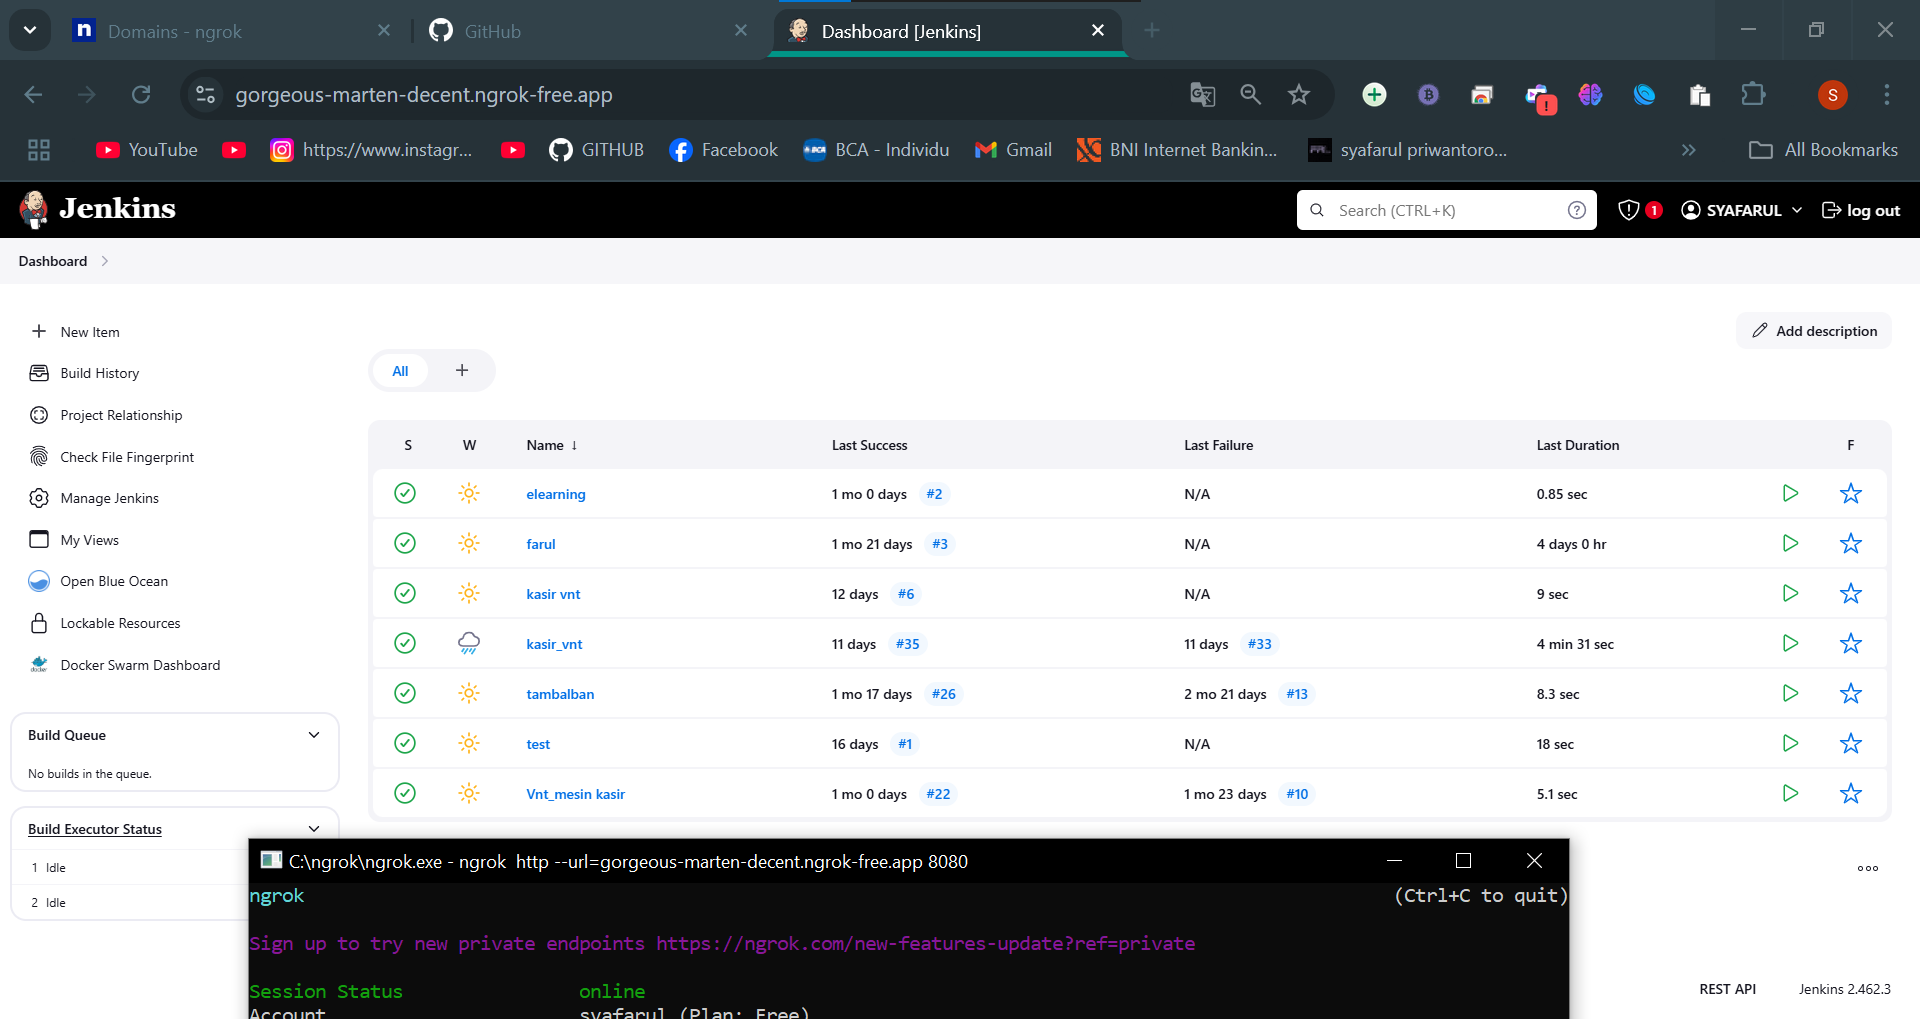 Domains - ngrok
GitHub
Dashboard [Jenkins]
gorgeous-marten-decent.ngrok-free.app
S
YouTube
https://www.instagr...
GITHUB
Facebook
BCA - Individu
Gmail
BNI Internet Bankin...
syafarul priwantoro...
All Bookmarks
Jenkins
Search (CTRL+K)
1
SYAFARUL
log out
Dashboard
New Item
Build History
Project Relationship
Check File Fingerprint
Manage Jenkins
My Views
Open Blue Ocean
Lockable Resources
Docker Swarm Dashboard
Build Queue
No builds in the queue.
Build Executor Status
1 Idle
2 Idle
Add description
All +
S W Name ↓ Last Success Last Failure Last Duration F
elearning 1 mo 0 days #2 N/A 0.85 sec
farul 1 mo 21 days #3 N/A 4 days 0 hr
kasir vnt 12 days #6 N/A 9 sec
kasir_vnt 11 days #35 11 days #33 4 min 31 sec
tambalban 1 mo 17 days #26 2 mo 21 days #13 8.3 sec
test 16 days #1 N/A 18 sec
Vnt_mesin kasir 1 mo 0 days #22 1 mo 23 days #10 5.1 sec
C:\ngrok\ngrok.exe - ngrok http --url=gorgeous-marten-decent.ngrok-free.app 8080
ngrok (Ctrl+C to quit)
Sign up to try new private endpoints https://ngrok.com/new-features-update?ref=private
Session Status online
Account syafarul (Plan: Free)
REST API
Jenkins 2.462.3